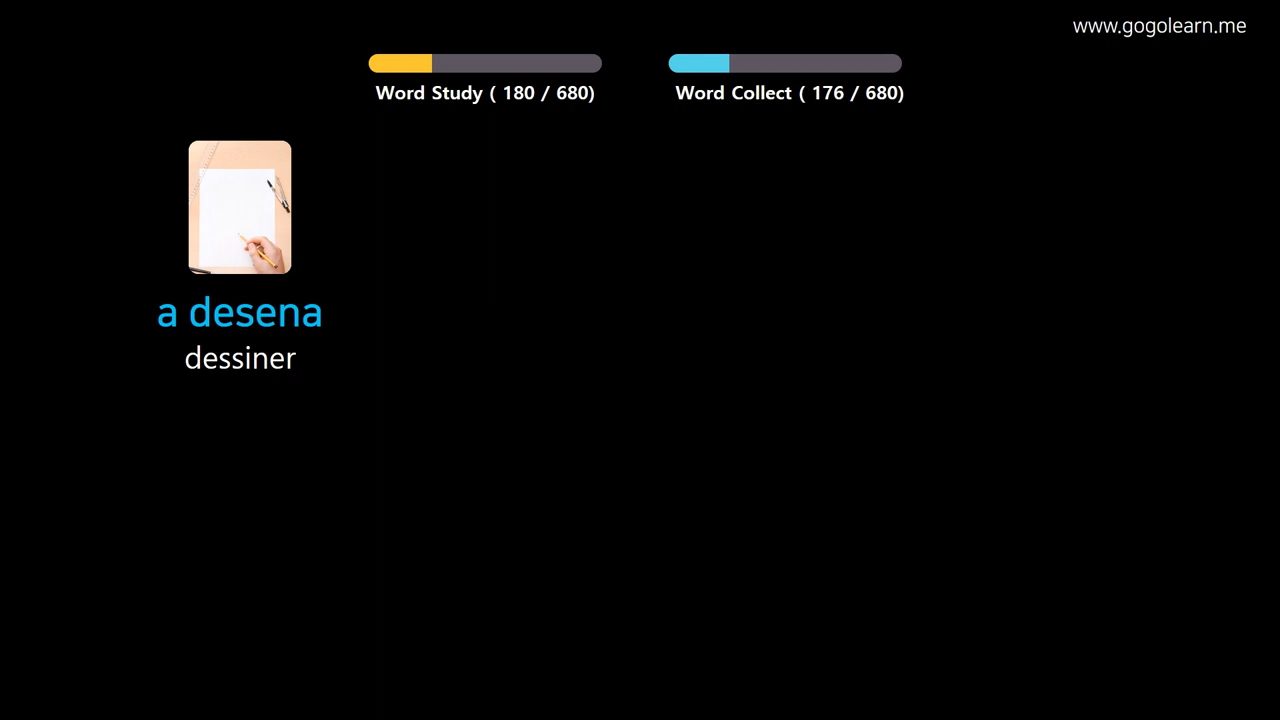 www.gogolearn.me
Word Study ( 180 / 680)
Word Collect ( 176 / 680)
a desena
dessiner